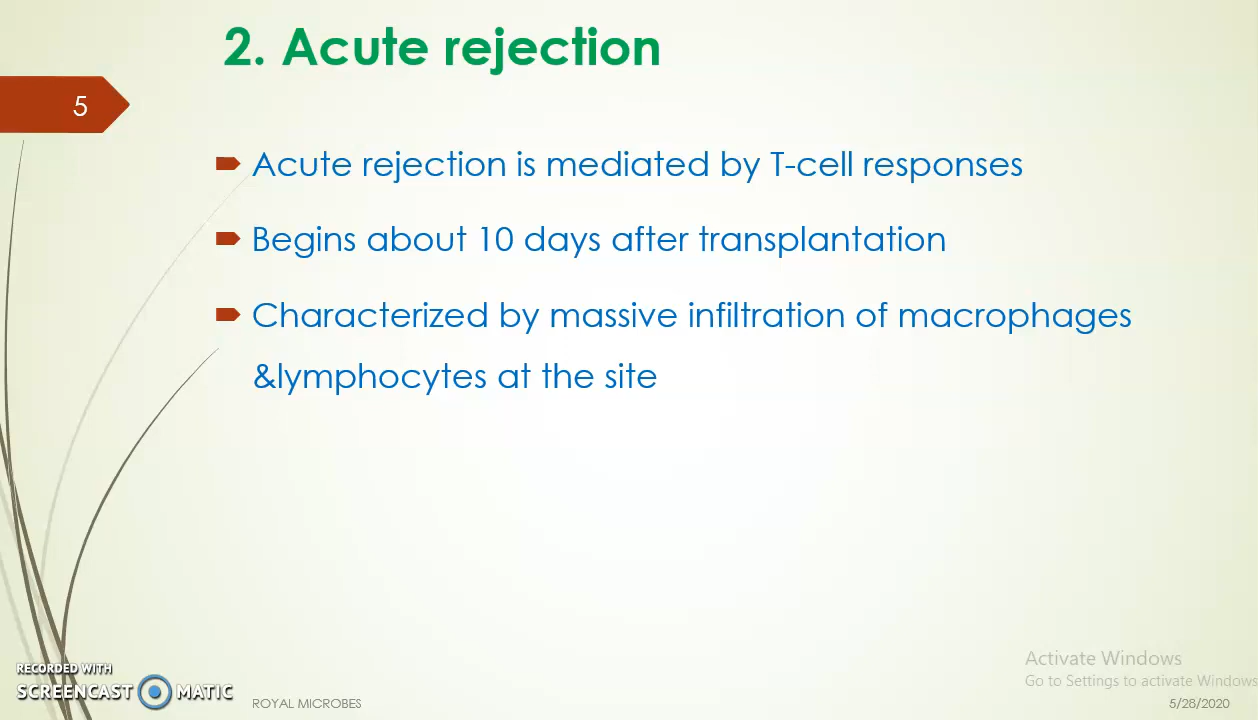 2. Acute rejection
5
Acute rejection is mediated by T-cell responses
Begins about 10 days after transplantation
Characterized by massive infiltration of macrophages
&lymphocytes at the site
Activate Windows
Go to Settings to activate Windows
RECORDED WITH
SCREENCAST MATIC
ROYAL MICROBES
5/28/2020